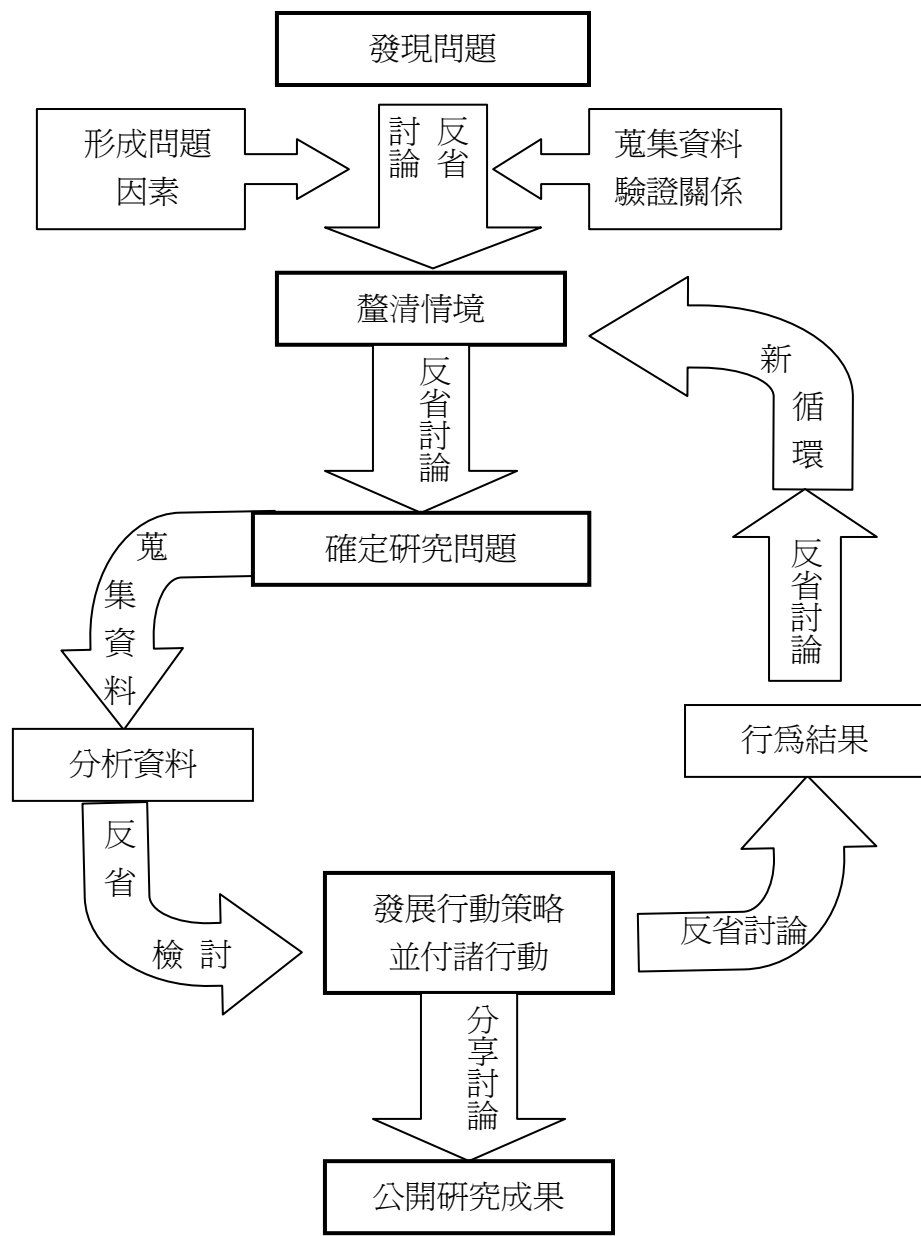 發現問題
形成問題
因素
反省
討論
蒐集資料
驗證關係
釐清情境
反省討論
新循環
確定研究問題
蒐集資料
反省討論
分析資料
行為結果
反省
檢討
發展行動策略
並付諸行動
反省討論
分享討論
公開研究成果